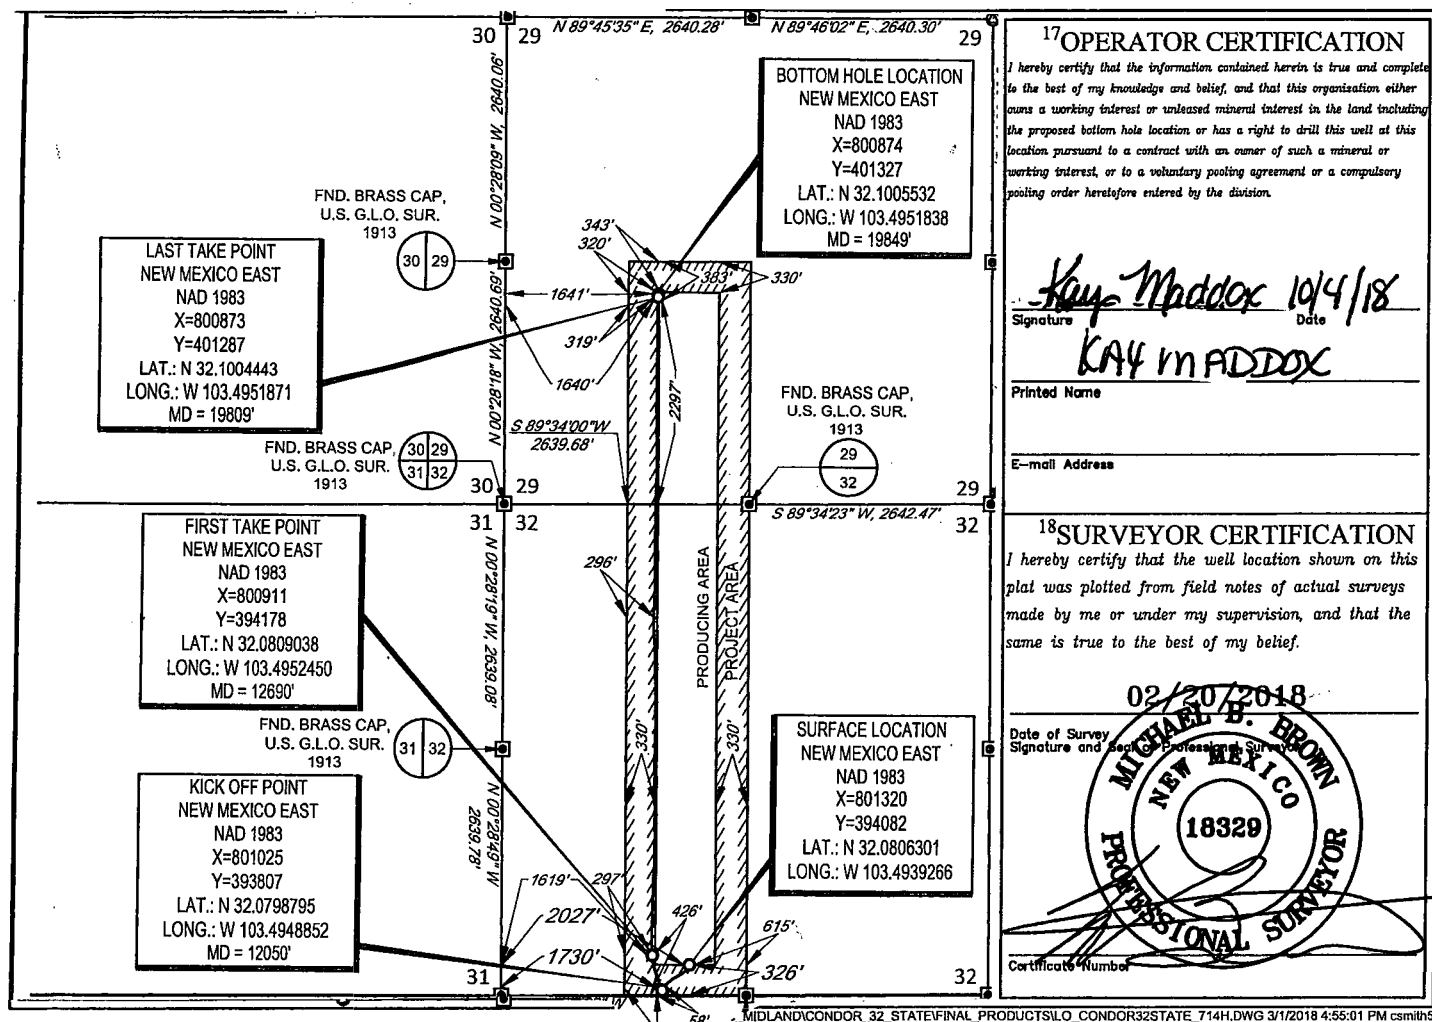 N 89°45'35" E, 2640.28'
N 89°46'02" E, 2640.30'
30
29
29
N 00°28'09" W, 2640.06'
BOTTOM HOLE LOCATION
NEW MEXICO EAST
NAD 1983
X=800874
Y=401327
LAT.: N 32.1005532
LONG.: W 103.4951838
MD = 19849'
FND. BRASS CAP,
U.S. G.L.O. SUR.
1913
30 29
LAST TAKE POINT
NEW MEXICO EAST
NAD 1983
X=800873
Y=401287
LAT.: N 32.1004443
LONG.: W 103.4951871
MD = 19809'
343'
320'
383'
330'
1641'
319'
1640'
2297'
N 00°28'18" W, 2640.69'
S 89°34'00" W
2639.68'
FND. BRASS CAP,
U.S. G.L.O. SUR.
1913
30 29
31 32
FND. BRASS CAP,
U.S. G.L.O. SUR.
1913
29
32
30
29
29
31
32
32
S 89°34'23" W, 2642.47'
FIRST TAKE POINT
NEW MEXICO EAST
NAD 1983
X=800911
Y=394178
LAT.: N 32.0809038
LONG.: W 103.4952450
MD = 12690'
N 00°28'19" W, 2639.08'
296'
PRODUCING AREA
PROJECT AREA
FND. BRASS CAP,
U.S. G.L.O. SUR.
1913
31 32
330'
330'
SURFACE LOCATION
NEW MEXICO EAST
NAD 1983
X=801320
Y=394082
LAT.: N 32.0806301
LONG.: W 103.4939266
KICK OFF POINT
NEW MEXICO EAST
NAD 1983
X=801025
Y=393807
LAT.: N 32.0798795
LONG.: W 103.4948852
MD = 12050'
N 00°28'49" W
2639.78'
1619'
297'
2027'
426'
615'
1730'
326'
31
32
58'
17OPERATOR CERTIFICATION
I hereby certify that the information contained herein is true and complete
to the best of my knowledge and belief, and that this organization either
owns a working interest or unleased mineral interest in the land including
the proposed bottom hole location or has a right to drill this well at this
location pursuant to a contract with an owner of such a mineral or
working interest, or to a voluntary pooling agreement or a compulsory
pooling order heretofore entered by the division.
Kay Maddox 10/4/18
Signature Date
KAY MADDOX
Printed Name
E-mail Address
18SURVEYOR CERTIFICATION
I hereby certify that the well location shown on this
plat was plotted from field notes of actual surveys
made by me or under my supervision, and that the
same is true to the best of my belief.
02/20/2018
Date of Survey
Signature and Seal of Professional Surveyor
MICHAEL B. BROWN
NEW MEXICO
18329
PROFESSIONAL SURVEYOR
Certificate Number
MIDLAND\CONDOR_32_STATE\FINAL_PRODUCTS\LO_CONDOR32STATE_714H.DWG 3/1/2018 4:55:01 PM csmith5